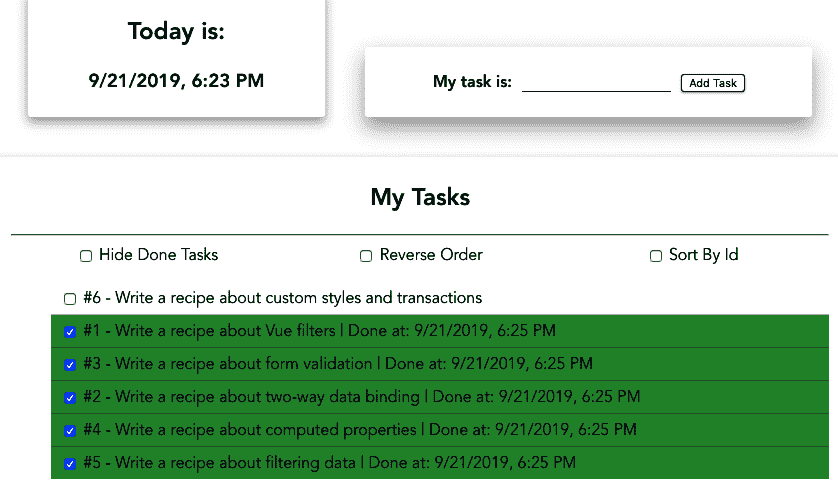 Today is:
9/21/2019, 6:23 PM
My task is:
Add Task
My Tasks
Hide Done Tasks
Reverse Order
Sort By Id
#6 - Write a recipe about custom styles and transactions
#1 - Write a recipe about Vue filters | Done at: 9/21/2019, 6:25 PM
#3 - Write a recipe about form validation | Done at: 9/21/2019, 6:25 PM
#2 - Write a recipe about two-way data binding | Done at: 9/21/2019, 6:25 PM
#4 - Write a recipe about computed properties | Done at: 9/21/2019, 6:25 PM
#5 - Write a recipe about filtering data | Done at: 9/21/2019, 6:25 PM